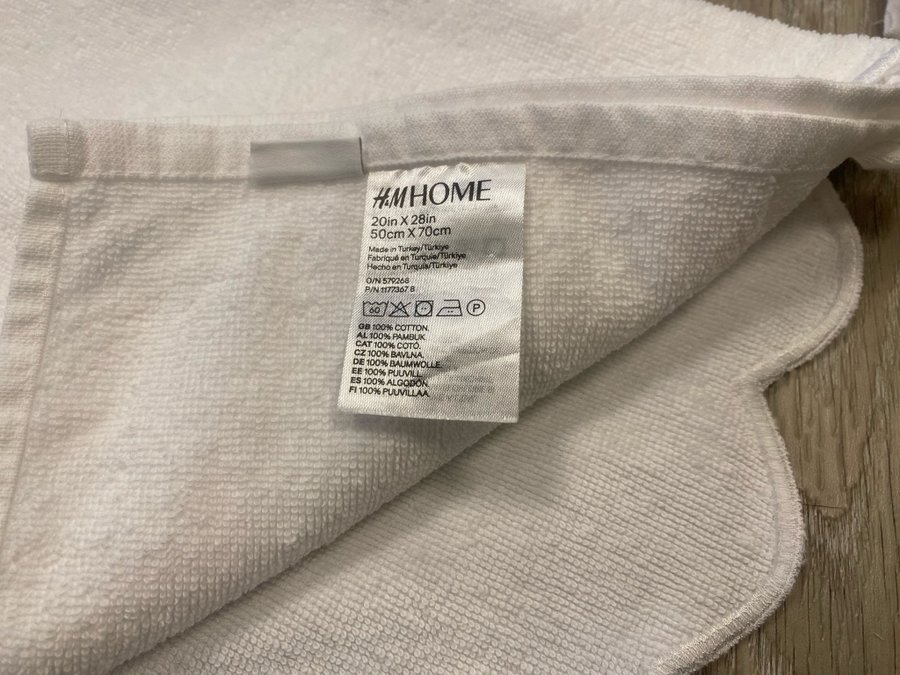 H&M HOME
20in X 28in
50cm X 70cm
Made in Turkey/Türkiye
Fabriqué en Turquie/Türkiye
Hecho en Turquía/Türkiye
O/N 579268
P/N 1177367 8
60 P
GB 100% COTTON.
AL 100% PAMBUK.
CAT 100% COTÓ.
CZ 100% BAVLNA.
DE 100% BAUMWOLLE.
EE 100% PUUVILL.
ES 100% ALGODÓN.
FI 100% PUUVILLAA.